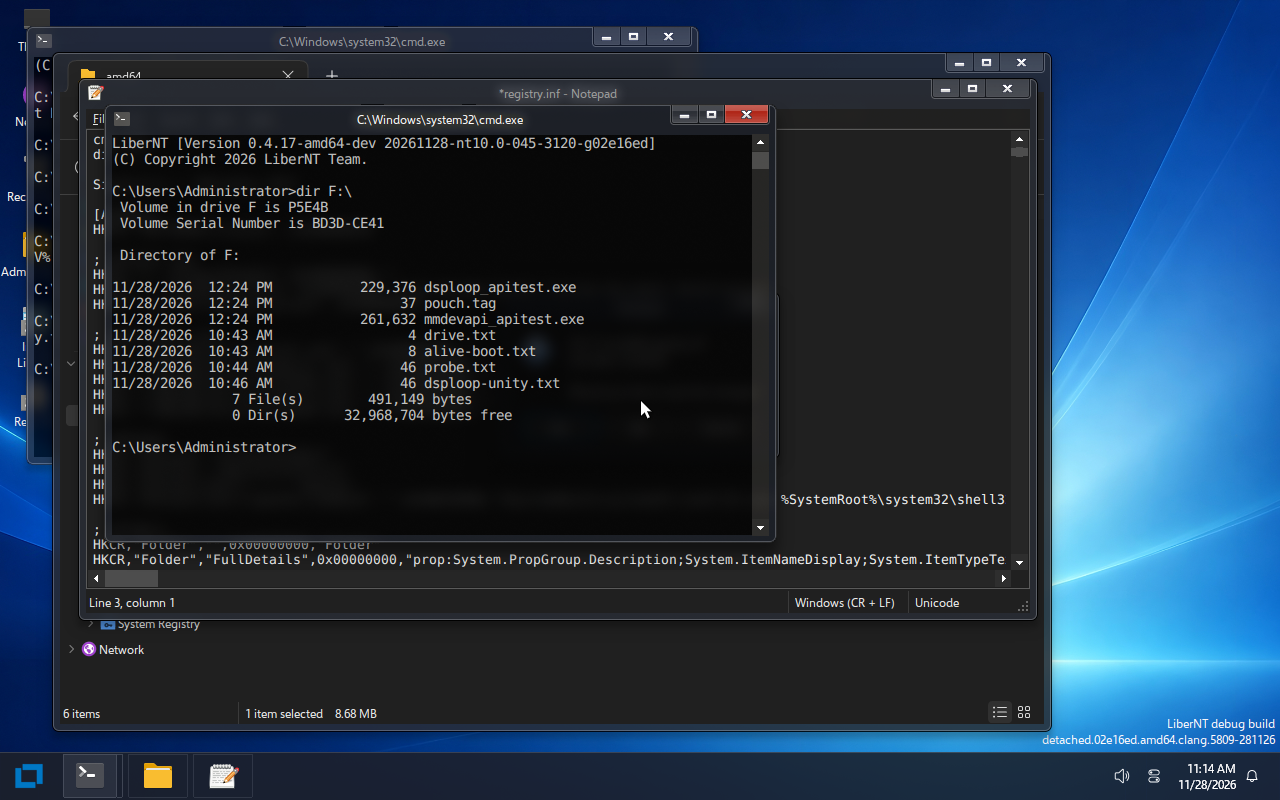 C:\Windows\system32\cmd.exe
amd64
*registry.inf - Notepad
C:\Windows\system32\cmd.exe
LiberNT [Version 0.4.17-amd64-dev 20261128-nt10.0-045-3120-g02e16ed]
(C) Copyright 2026 LiberNT Team.
C:\Users\Administrator>dir F:\
Volume in drive F is P5E4B
Volume Serial Number is BD3D-CE41
Directory of F:
11/28/2026 12:24 PM 229,376 dsploop_apitest.exe
11/28/2026 12:24 PM 37 pouch.tag
11/28/2026 12:24 PM 261,632 mmdevapi_apitest.exe
11/28/2026 10:43 AM 4 drive.txt
11/28/2026 10:43 AM 8 alive-boot.txt
11/28/2026 10:44 AM 46 probe.txt
11/28/2026 10:46 AM 46 dsploop-unity.txt
7 File(s) 491,149 bytes
0 Dir(s) 32,968,704 bytes free
C:\Users\Administrator>
%SystemRoot%\system32\shell3
HKCR,"Folder","",0x00000000,"Folder"
HKCR,"Folder","FullDetails",0x00000000,"prop:System.PropGroup.Description;System.ItemNameDisplay;System.ItemTypeTe
Line 3, column 1
Windows (CR + LF)
Unicode
System Registry
Network
6 items
1 item selected 8.68 MB
LiberNT debug build
detached.02e16ed.amd64.clang.5809-281126
11:14 AM
11/28/2026